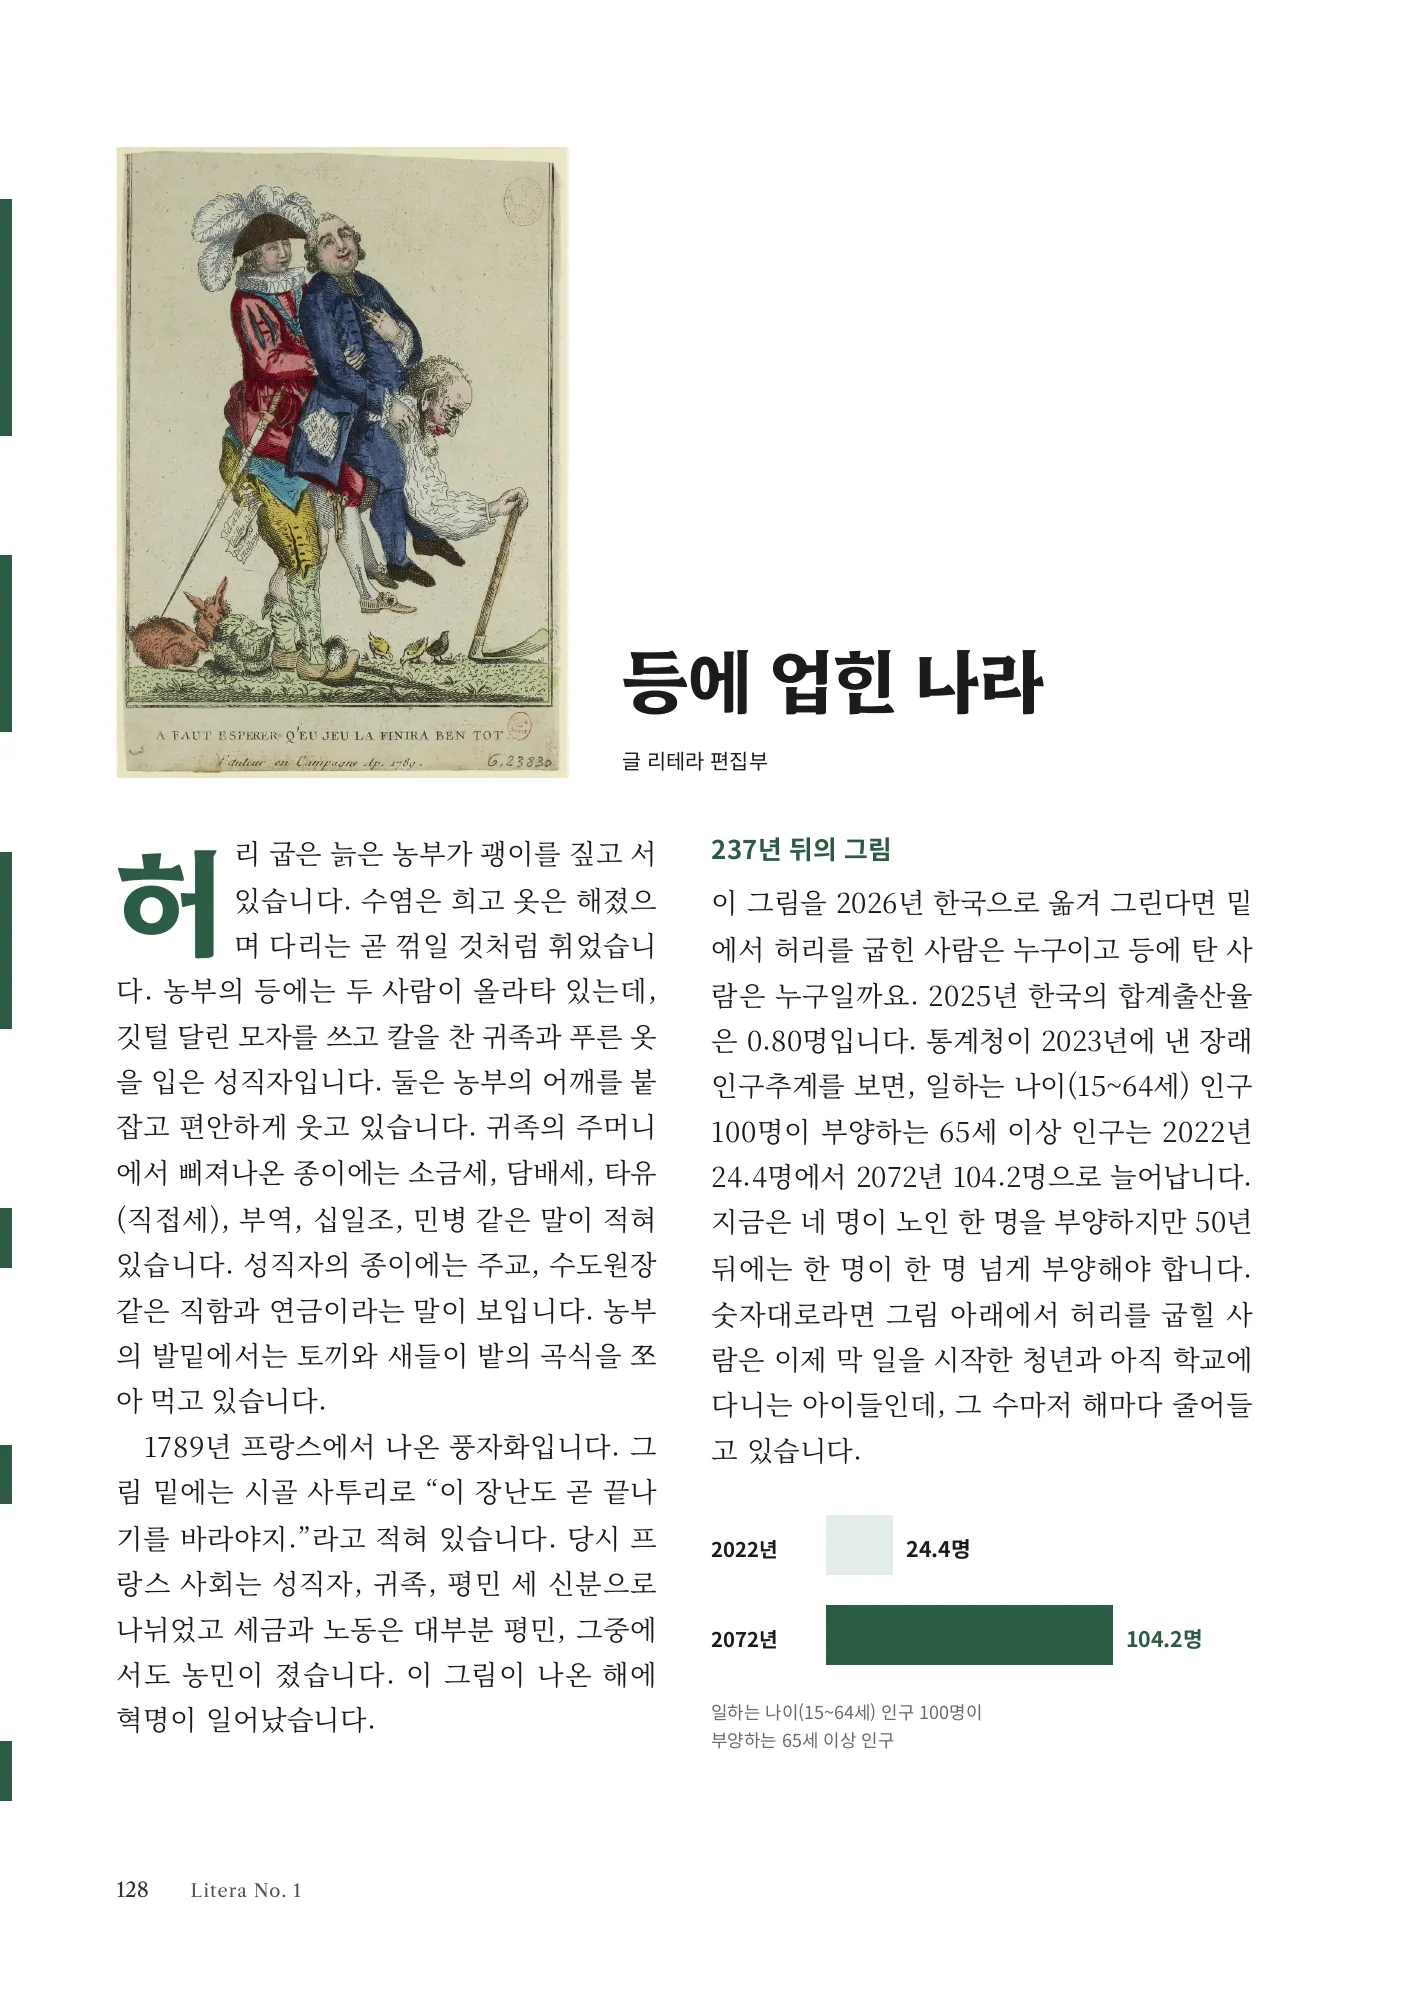 A FAUT ESPERER Q'EU JEU LA FINIRA BEN TOT
l'auteur en Campagne Ap. 1789.
G.23830
등에 업힌 나라
글 리테라 편집부
허리 굽은 늙은 농부가 괭이를 짚고 서
있습니다. 수염은 희고 옷은 해졌으
며 다리는 곧 꺾일 것처럼 휘었습니
다. 농부의 등에는 두 사람이 올라타 있는데,
깃털 달린 모자를 쓰고 칼을 찬 귀족과 푸른 옷
을 입은 성직자입니다. 둘은 농부의 어깨를 붙
잡고 편안하게 웃고 있습니다. 귀족의 주머니
에서 삐져나온 종이에는 소금세, 담배세, 타유
(직접세), 부역, 십일조, 민병 같은 말이 적혀
있습니다. 성직자의 종이에는 주교, 수도원장
같은 직함과 연금이라는 말이 보입니다. 농부
의 발밑에서는 토끼와 새들이 밭의 곡식을 쪼
아 먹고 있습니다.
1789년 프랑스에서 나온 풍자화입니다. 그
림 밑에는 시골 사투리로 “이 장난도 곧 끝나
기를 바라야지.”라고 적혀 있습니다. 당시 프
랑스 사회는 성직자, 귀족, 평민 세 신분으로
나뉘었고 세금과 노동은 대부분 평민, 그중에
서도 농민이 졌습니다. 이 그림이 나온 해에
혁명이 일어났습니다.
237년 뒤의 그림
이 그림을 2026년 한국으로 옮겨 그린다면 밑
에서 허리를 굽힌 사람은 누구이고 등에 탄 사
람은 누구일까요. 2025년 한국의 합계출산율
은 0.80명입니다. 통계청이 2023년에 낸 장래
인구추계를 보면, 일하는 나이(15~64세) 인구
100명이 부양하는 65세 이상 인구는 2022년
24.4명에서 2072년 104.2명으로 늘어납니다.
지금은 네 명이 노인 한 명을 부양하지만 50년
뒤에는 한 명이 한 명 넘게 부양해야 합니다.
숫자대로라면 그림 아래에서 허리를 굽힐 사
람은 이제 막 일을 시작한 청년과 아직 학교에
다니는 아이들인데, 그 수마저 해마다 줄어들
고 있습니다.
2022년 24.4명
2072년 104.2명
일하는 나이(15~64세) 인구 100명이
부양하는 65세 이상 인구
128 Litera No. 1